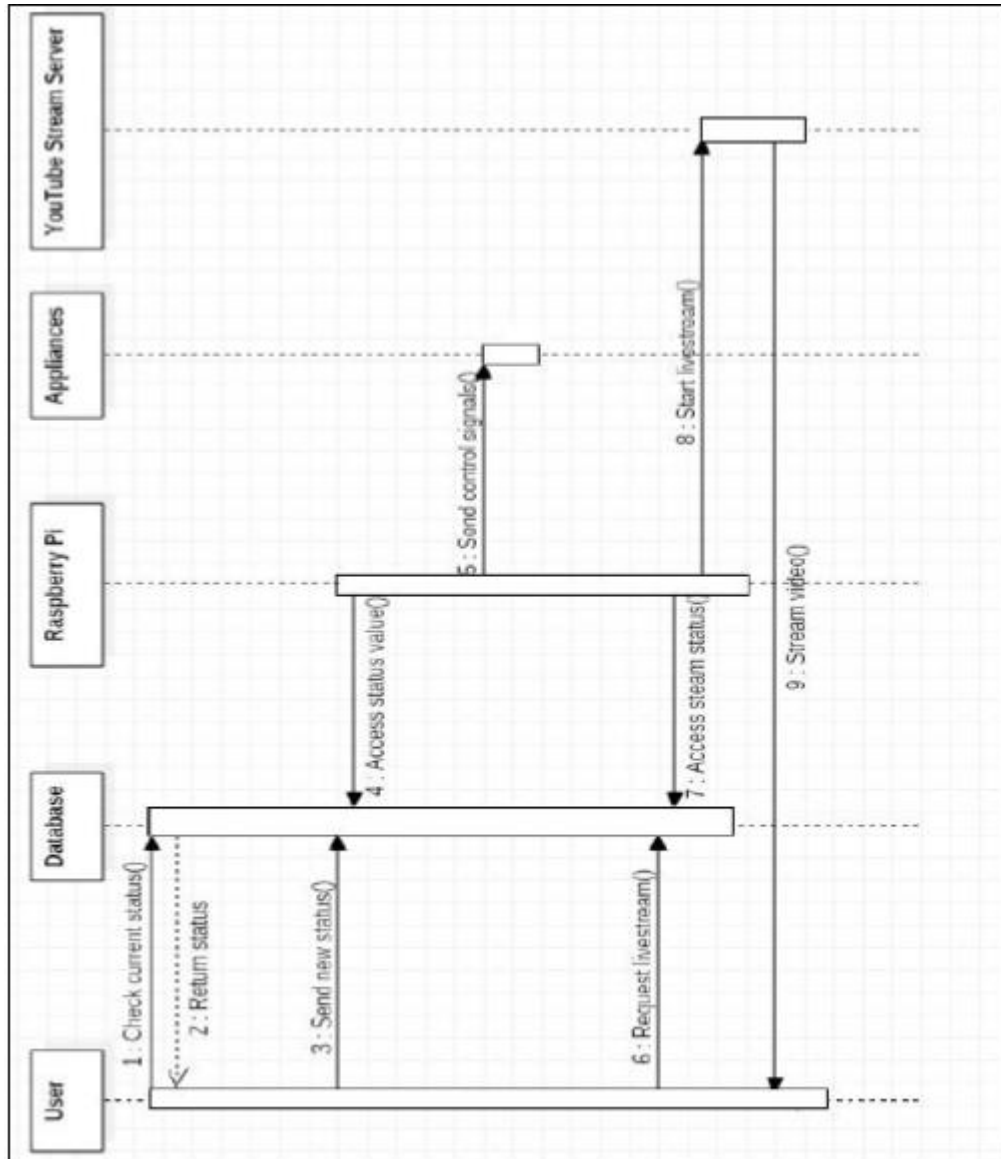 User
Database
Raspberry Pi
Appliances
YouTube Stream Server
1 : Check current status()
2 : Return status
3 : Send new status()
4 : Access status value()
5 : Send control signals()
6 : Request livestream()
7 : Access steam status()
8 : Start livestream()
9 : Stream video()